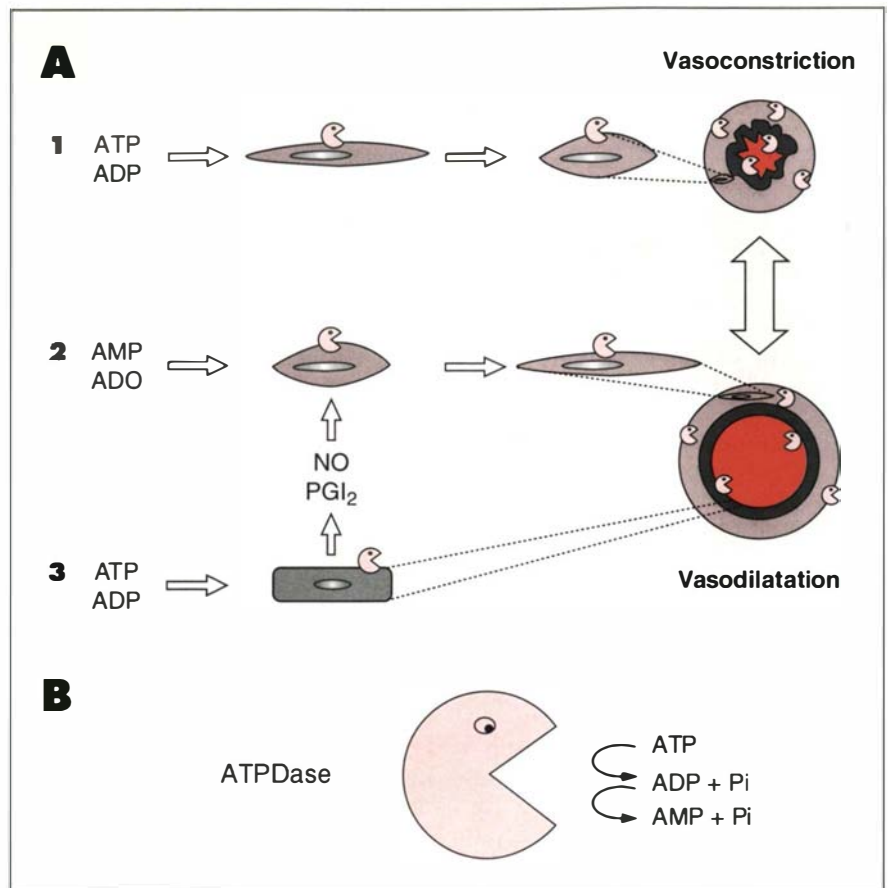 A
Vasoconstriction
1 ATP
ADP
2 AMP
ADO
NO
PGI₂
3 ATP
ADP
Vasodilatation
B
ATPDase
ATP
ADP + Pi
AMP + Pi